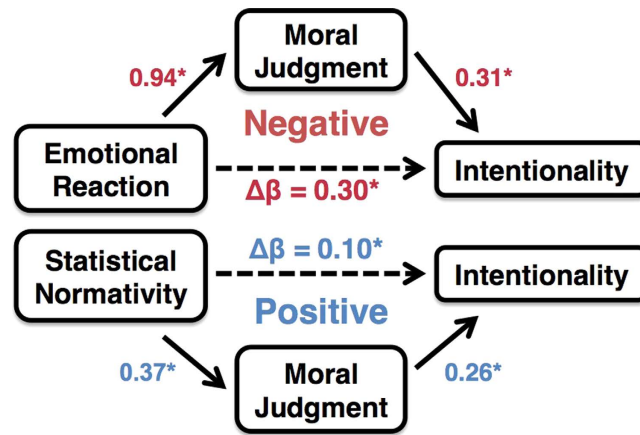 Moral
Judgment
0.94*
0.31*
Negative
Emotional
Reaction
Intentionality
Δβ = 0.30*
Statistical
Normativity
Δβ = 0.10*
Intentionality
Positive
0.37*
Moral
Judgment
0.26*